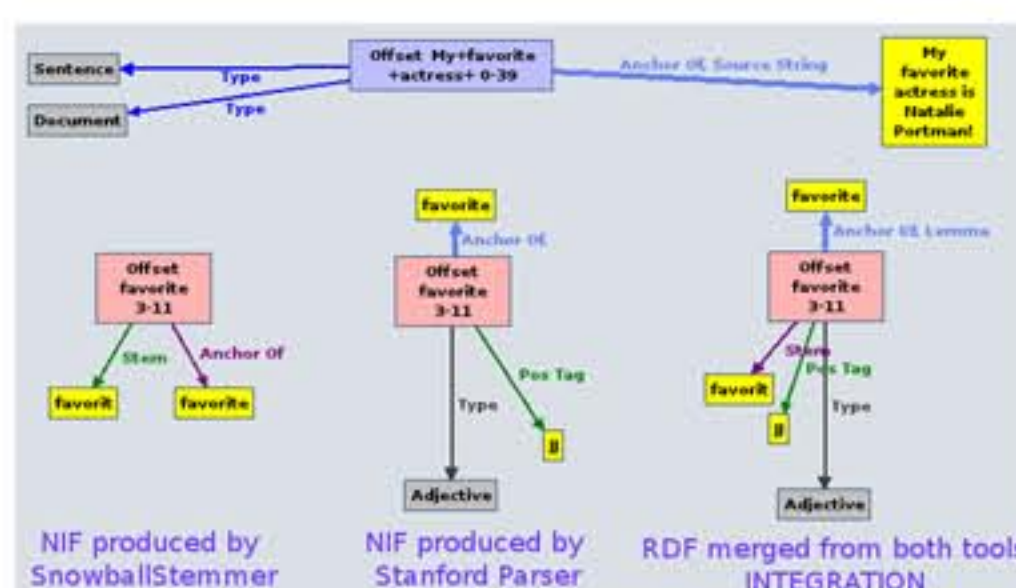 Offset My+favorite
+actress+ 0-39
Sentence
Type
Document
Type
Anchor Of, Source String
My
favorite
actress is
Natalie
Portman!
Offset
favorite
3-11
Stem
Anchor Of
favorit
favorite
NIF produced by
SnowballStemmer
favorite
Anchor Of
Offset
favorite
3-11
Pos Tag
Type
JJ
Adjective
NIF produced by
Stanford Parser
favorite
Anchor Of, Lemma
Offset
favorite
3-11
Stem
Pos Tag
favorit
Type
JJ
Adjective
RDF merged from both tools
INTEGRATION